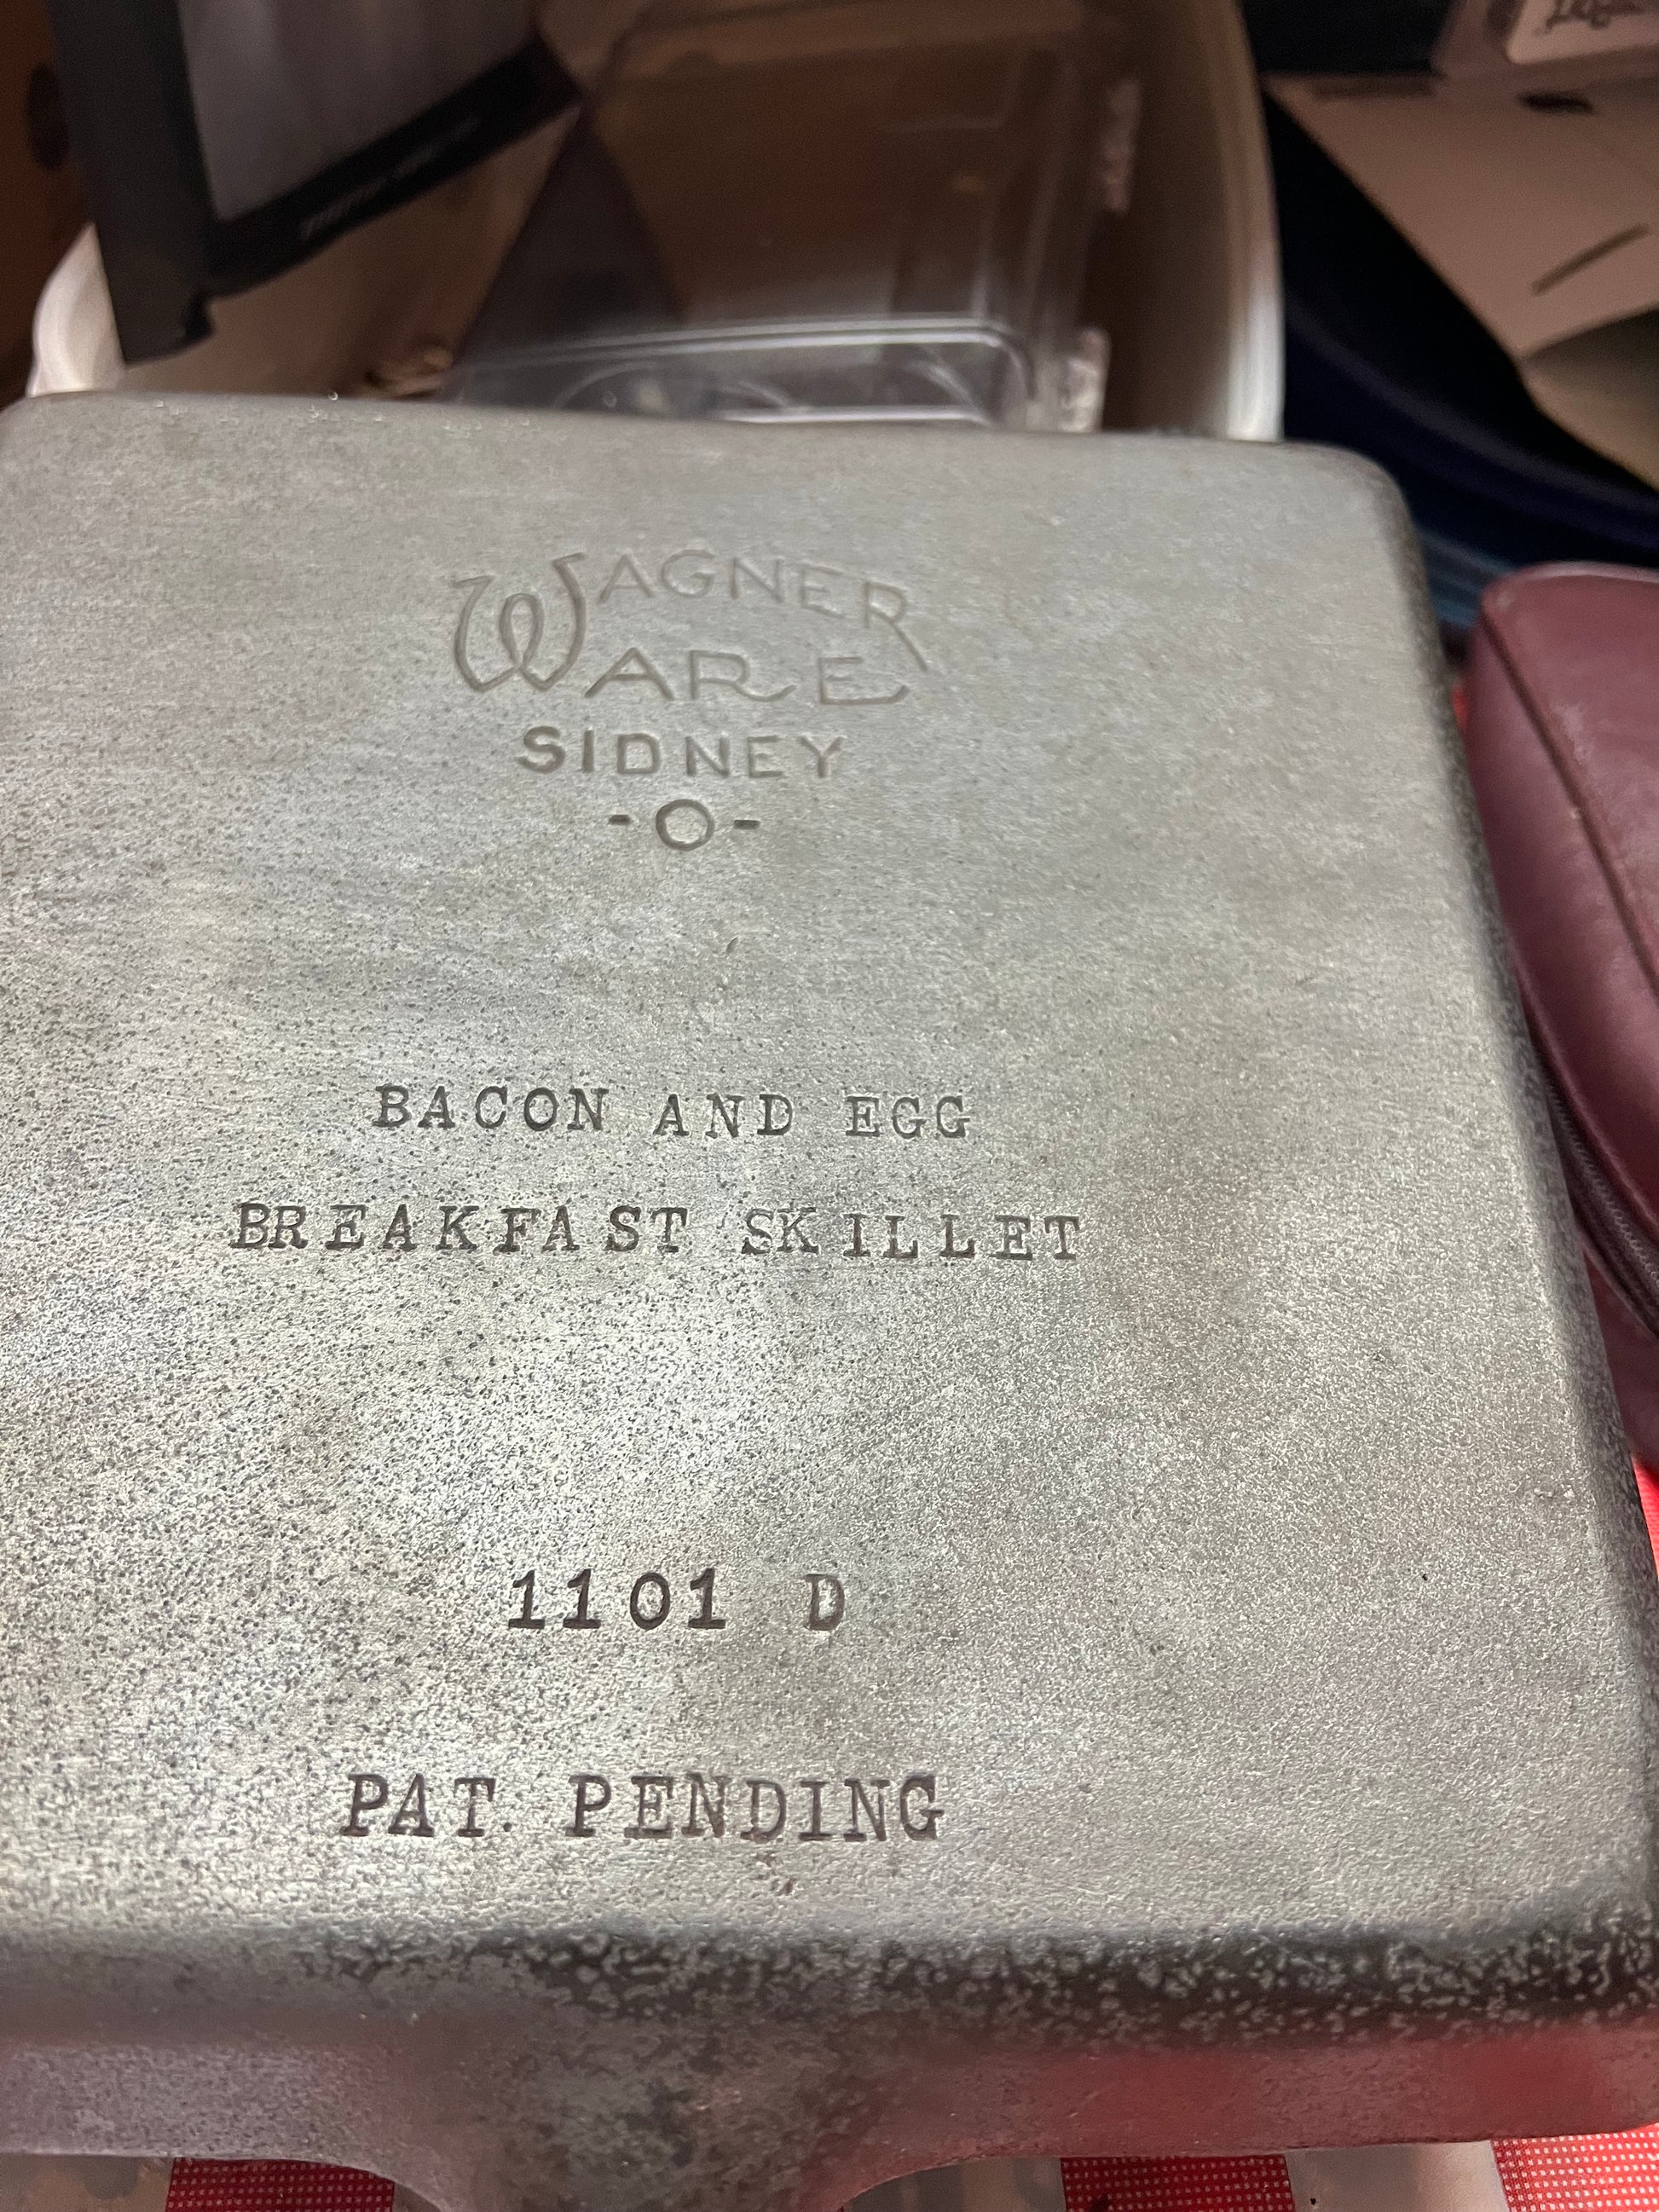 WAGNER
WARE
SIDNEY
-O-
BACON AND EGG
BREAKFAST SKILLET
1101 D
PAT. PENDING